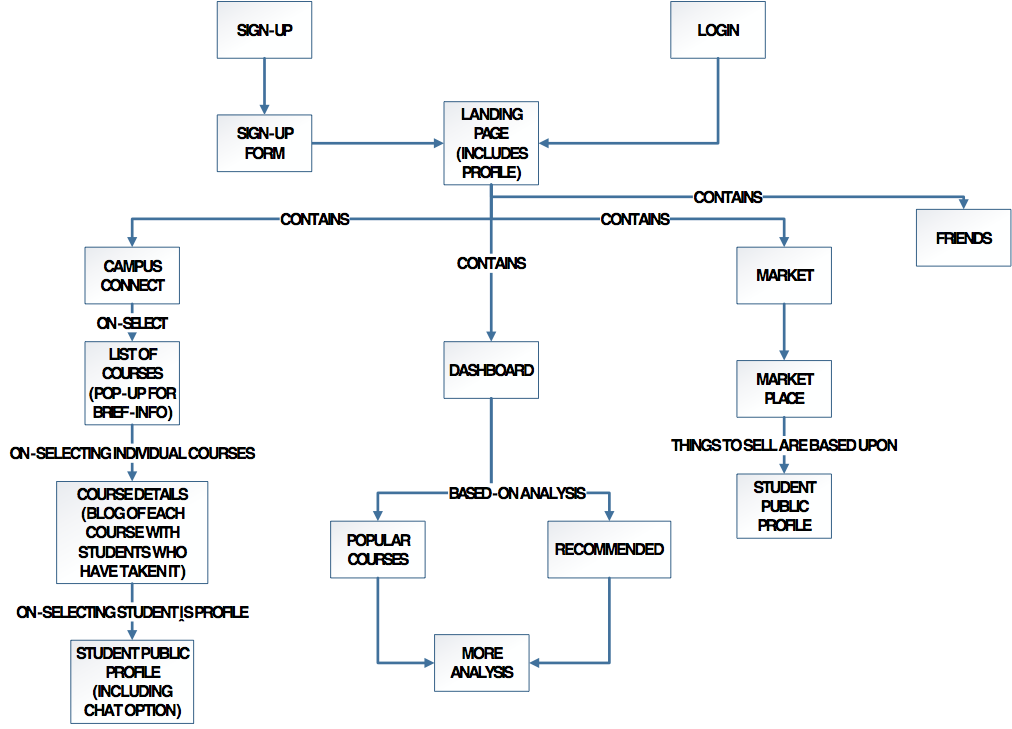 SIGN-UP
LOGIN
LANDING
PAGE
(INCLUDES
PROFILE)
SIGN-UP
FORM
CONTAINS
CONTAINS
CONTAINS
FRIENDS
CONTAINS
CAMPUS
CONNECT
MARKET
ON-SELECT
LIST OF
COURSES
(POP-UP FOR
BRIEF-INFO)
DASHBOARD
MARKET
PLACE
ON-SELECTING INDIVIDUAL COURSES
THINGS TO SELL ARE BASED UPON
COURSE DETAILS
(BLOG OF EACH
COURSE WITH
STUDENTS WHO
HAVE TAKEN IT)
BASED-ON ANALYSIS
STUDENT
PUBLIC
PROFILE
POPULAR
COURSES
RECOMMENDED
ON-SELECTING STUDENT¡S PROFILE
STUDENT PUBLIC
PROFILE
(INCLUDING
CHAT OPTION)
MORE
ANALYSIS